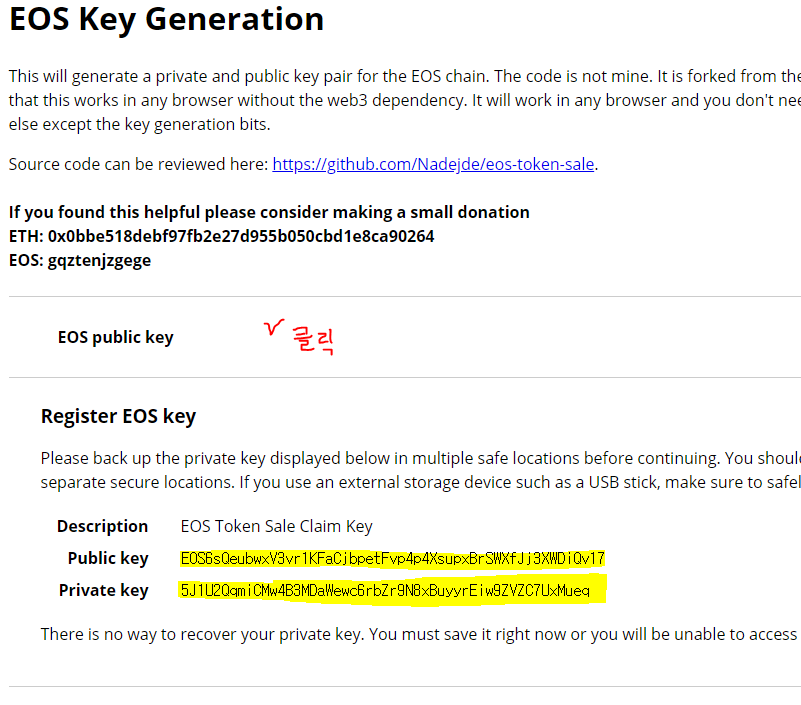 EOS Key Generation
This will generate a private and public key pair for the EOS chain. The code is not mine. It is forked from the
that this works in any browser without the web3 dependency. It will work in any browser and you don't nee
else except the key generation bits.
Source code can be reviewed here: https://github.com/Nadejde/eos-token-sale.
If you found this helpful please consider making a small donation
ETH: 0x0bbe518debf97fb2e27d955b050cbd1e8ca90264
EOS: gqztenjzgege
EOS public key
V 클릭
Register EOS key
Please back up the private key displayed below in multiple safe locations before continuing. You shoul
separate secure locations. If you use an external storage device such as a USB stick, make sure to safel
Description EOS Token Sale Claim Key
Public key EOS6sQeubwxV3vr1KFaCjbpetFvp4p4XsupxBrSWXfJj3XWDiQv17
Private key 5J1U2QqmiCMw4B3MDaWewc6rbZr9N8xBuyyrEiw9ZVZC7UxMueq
There is no way to recover your private key. You must save it right now or you will be unable to access